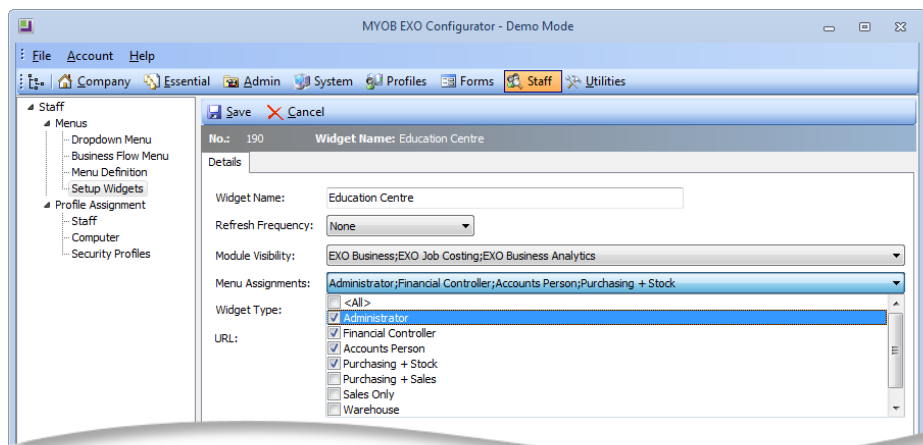 MYOB EXO Configurator - Demo Mode
File Account Help
Company Essential Admin System Profiles Forms Staff Utilities
Staff
Menus
Dropdown Menu
Business Flow Menu
Menu Definition
Setup Widgets
Profile Assignment
Staff
Computer
Security Profiles
Save Cancel
No.: 190 Widget Name: Education Centre
Details
Widget Name: Education Centre
Refresh Frequency: None
Module Visibility: EXO Business;EXO Job Costing;EXO Business Analytics
Menu Assignments: Administrator;Financial Controller;Accounts Person;Purchasing + Stock
Widget Type: <All>
Administrator
URL: Financial Controller
Accounts Person
Purchasing + Stock
Purchasing + Sales
Sales Only
Warehouse